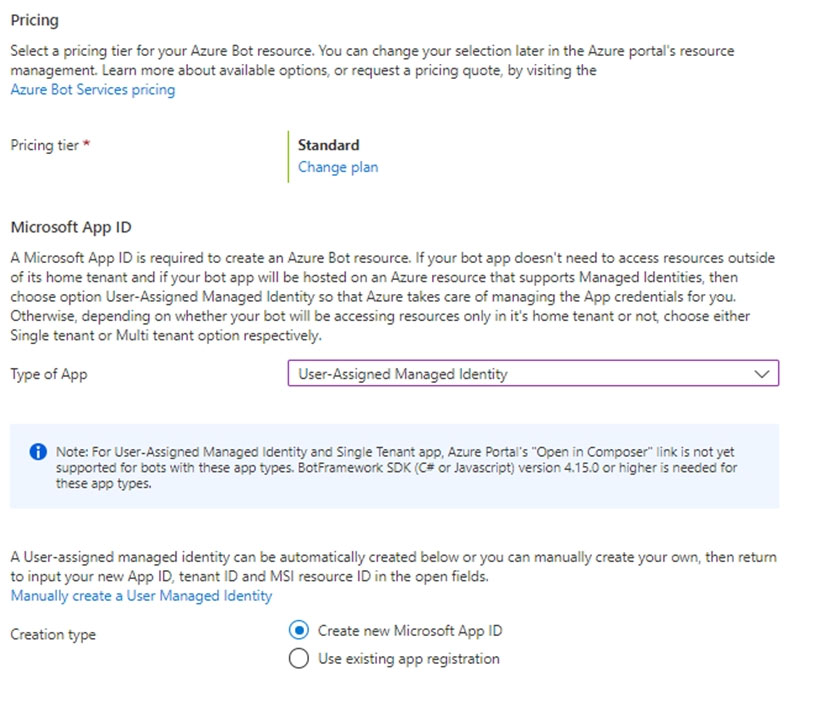 Pricing
Select a pricing tier for your Azure Bot resource. You can change your selection later in the Azure portal's resource
management. Learn more about available options, or request a pricing quote, by visiting the
Azure Bot Services pricing
Pricing tier *
Standard
Change plan
Microsoft App ID
A Microsoft App ID is required to create an Azure Bot resource. If your bot app doesn't need to access resources outside
of its home tenant and if your bot app will be hosted on an Azure resource that supports Managed Identities, then
choose option User-Assigned Managed Identity so that Azure takes care of managing the App credentials for you.
Otherwise, depending on whether your bot will be accessing resources only in it's home tenant or not, choose either
Single tenant or Multi tenant option respectively.
Type of App
User-Assigned Managed Identity
Note: For User-Assigned Managed Identity and Single Tenant app, Azure Portal's "Open in Composer" link is not yet
supported for bots with these app types. BotFramework SDK (C# or Javascript) version 4.15.0 or higher is needed for
these app types.
A User-assigned managed identity can be automatically created below or you can manually create your own, then return
to input your new App ID, tenant ID and MSI resource ID in the open fields.
Manually create a User Managed Identity
Creation type
Create new Microsoft App ID
Use existing app registration